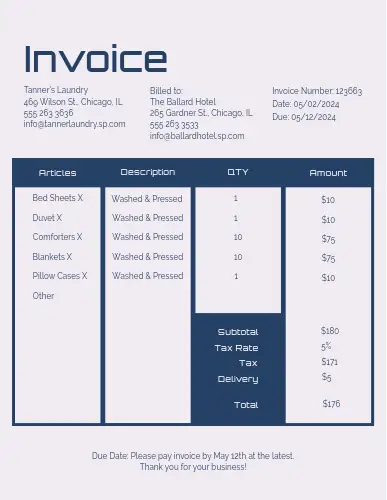 Invoice
Tanner's Laundry
469 Wilson St., Chicago, IL
555 263 3636
info@tannerlaundry.sp.com
Billed to:
The Ballard Hotel
265 Gardner St., Chicago, IL
555 263 3533
info@ballardhotel.sp.com
Invoice Number: 123663
Date: 05/02/2024
Due: 05/12/2024
Articles Description QTY Amount
Bed Sheets X Washed & Pressed 1 $10
Duvet X Washed & Pressed 1 $10
Comforters X Washed & Pressed 10 $75
Blankets X Washed & Pressed 10 $75
Pillow Cases X Washed & Pressed 1 $10
Other
Subtotal $180
Tax Rate 5%
Tax $171
Delivery $5
Total $176
Due Date: Please pay invoice by May 12th at the latest.
Thank you for your business!